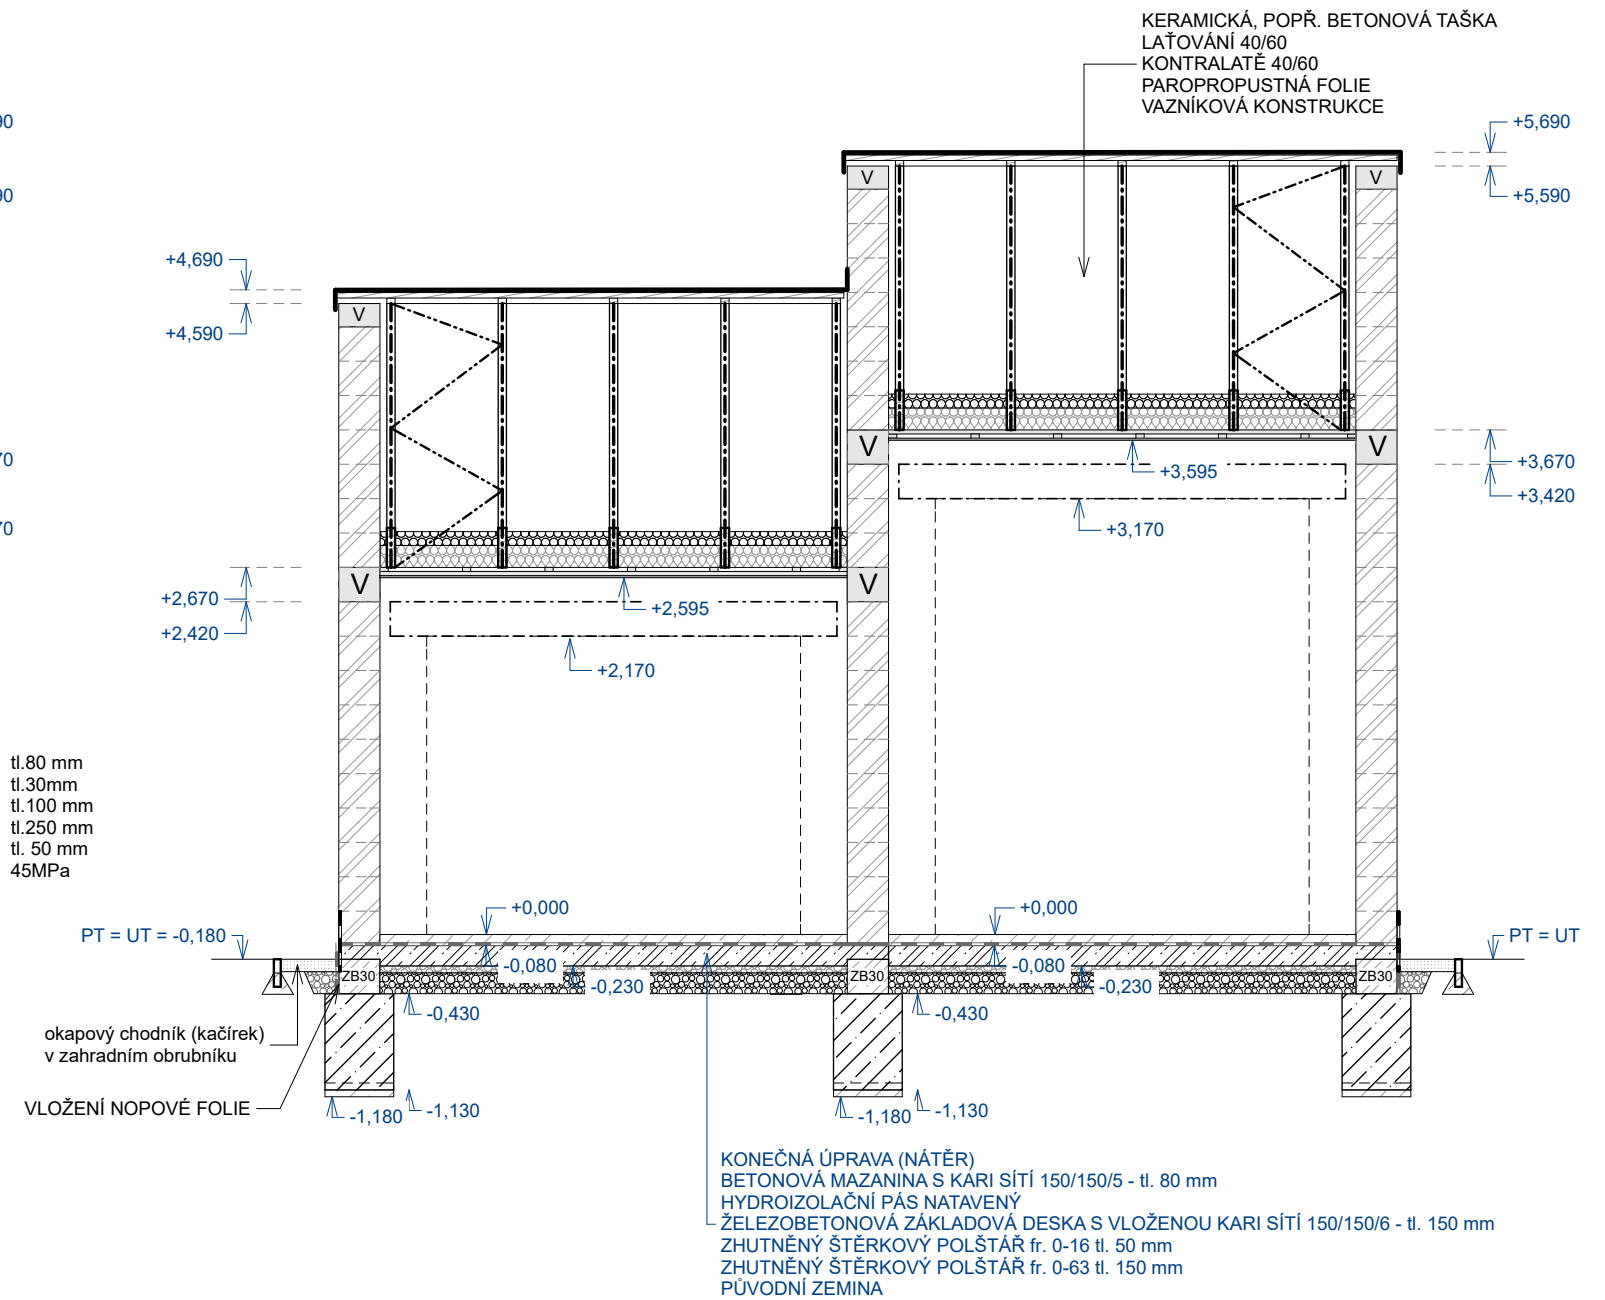 KERAMICKÁ, POPŘ. BETONOVÁ TAŠKA
LAŤOVÁNÍ 40/60
KONTRALATĚ 40/60
PAROPROPUSTNÁ FOLIE
VAZNÍKOVÁ KONSTRUKCE
+5,690
+5,590
V
V
+4,690
+4,590
V
V
V
+3,670
+3,420
+3,595
+3,170
V
V
+2,670
+2,420
+2,595
+2,170
tl.80 mm
tl.30mm
tl.100 mm
tl.250 mm
tl. 50 mm
45MPa
+0,000
+0,000
PT = UT = -0,180
PT = UT
-0,080
-0,080
ZB30
ZB30
ZB30
-0,230
-0,230
-0,430
-0,430
okapový chodník (kačírek)
v zahradním obrubníku
VLOŽENÍ NOPOVÉ FOLIE
-1,180
-1,130
-1,180
-1,130
KONEČNÁ ÚPRAVA (NÁTĚR)
BETONOVÁ MAZANINA S KARI SÍTÍ 150/150/5 - tl. 80 mm
HYDROIZOLAČNÍ PÁS NATAVENÝ
ŽELEZOBETONOVÁ ZÁKLADOVÁ DESKA S VLOŽENOU KARI SÍTÍ 150/150/6 - tl. 150 mm
ZHUTNĚNÝ ŠTĚRKOVÝ POLŠTÁŘ fr. 0-16 tl. 50 mm
ZHUTNĚNÝ ŠTĚRKOVÝ POLŠTÁŘ fr. 0-63 tl. 150 mm
PŮVODNÍ ZEMINA